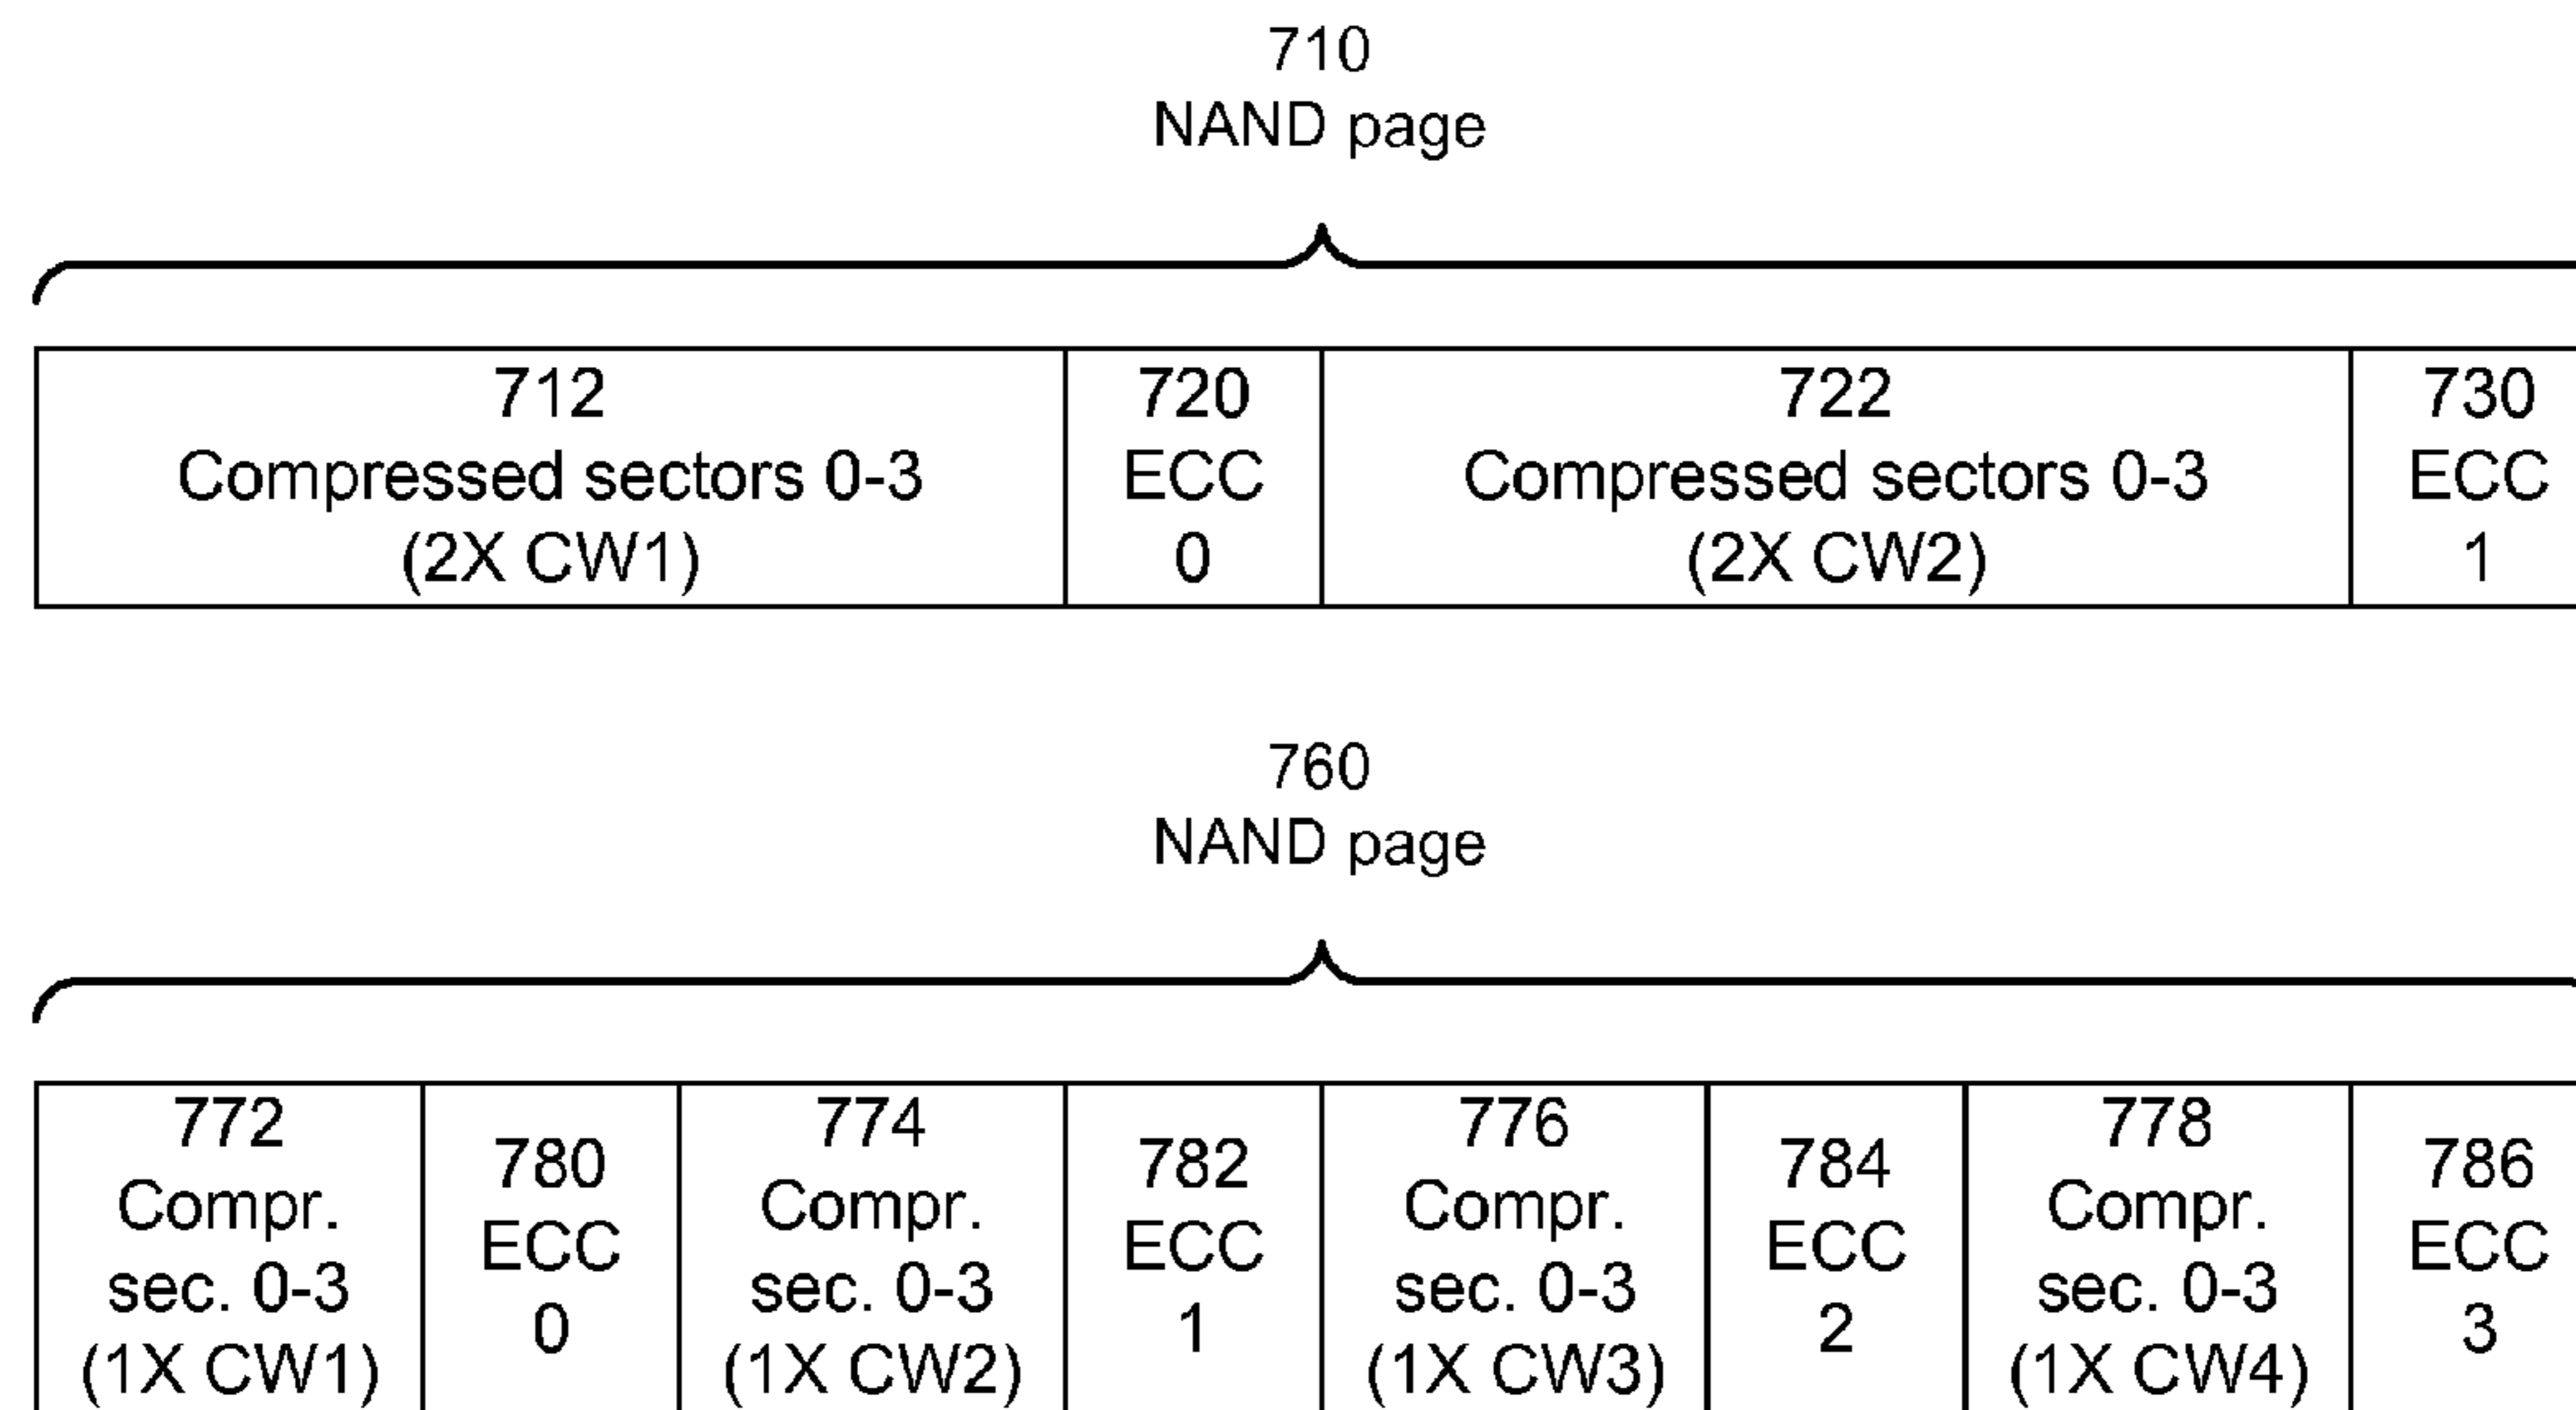 710
NAND page
712
Compressed sectors 0-3
(2X CW1)
720
ECC
0
722
Compressed sectors 0-3
(2X CW2)
730
ECC
1
760
NAND page
772
Compr.
sec. 0-3
(1X CW1)
780
ECC
0
774
Compr.
sec. 0-3
(1X CW2)
782
ECC
1
776
Compr.
sec. 0-3
(1X CW3)
784
ECC
2
778
Compr.
sec. 0-3
(1X CW4)
786
ECC
3